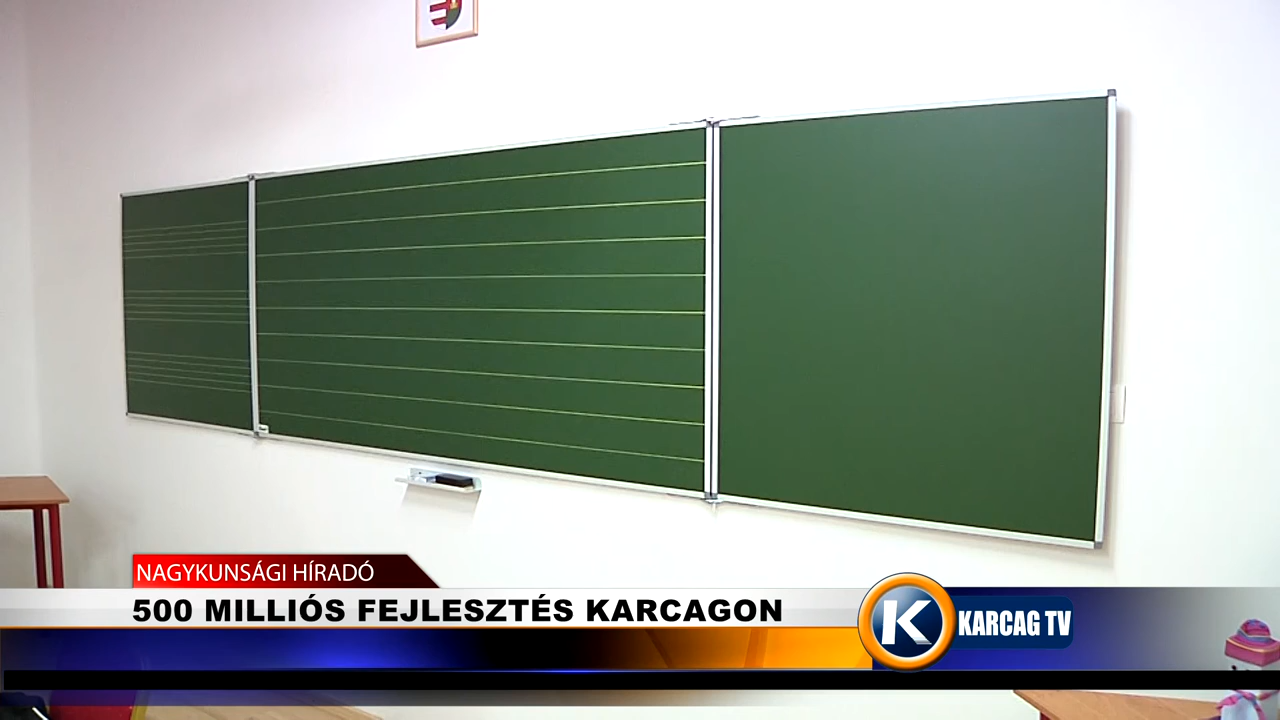 NAGYKUNSÁGI HÍRADÓ
500 MILLIÓS FEJLESZTÉS KARCAGON
K KARCAG TV